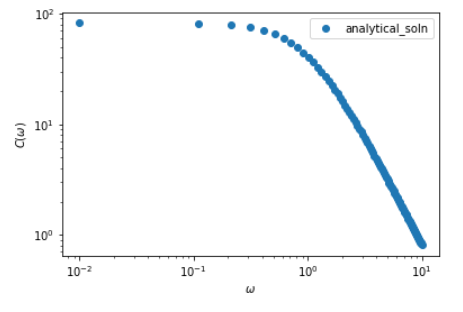 10²
analytical_soln
10¹
C(ω)
10⁰
10⁻² 10⁻¹ 10⁰ 10¹
ω